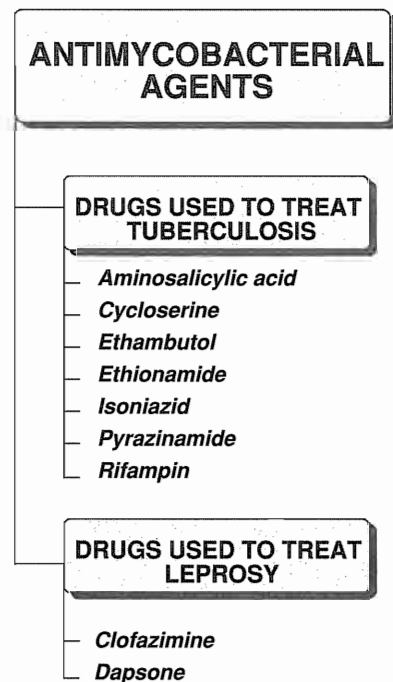 ANTIMYCOBACTERIAL
AGENTS
DRUGS USED TO TREAT
TUBERCULOSIS
Aminosalicylic acid
Cycloserine
Ethambutol
Ethionamide
Isoniazid
Pyrazinamide
Rifampin
DRUGS USED TO TREAT
LEPROSY
Clofazimine
Dapsone